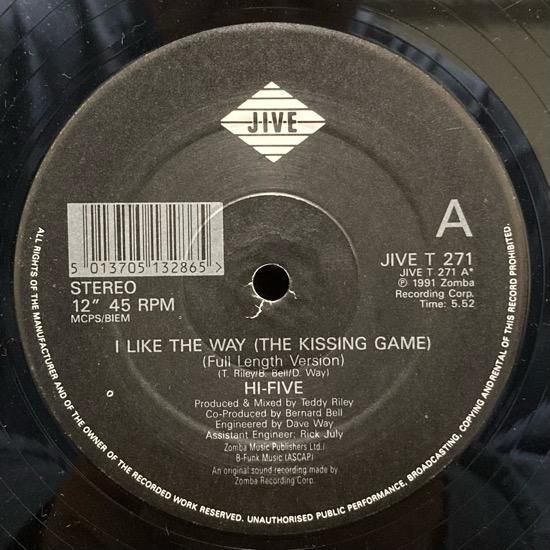 JIVE
A
5 013705 132865 >
STEREO
12" 45 RPM
MCPS/BIEM
JIVE T 271
JIVE T 271 A*
℗ 1991 Zomba
Recording Corp.
Time: 5.52
I LIKE THE WAY (THE KISSING GAME)
(Full Length Version)
(T. Riley/B. Bell/D. Way)
HI-FIVE
Produced & Mixed by Teddy Riley
Co-Produced by Bernard Bell
Engineered by Dave Way
Assistant Engineer: Rick July
Zomba Music Publishers Ltd./
B-Funk Music (ASCAP)
An original sound recording made by
Zomba Recording Corp.
ALL RIGHTS OF THE MANUFACTURER AND OF THE OWNER OF THE RECORDED WORK RESERVED. UNAUTHORISED PUBLIC PERFORMANCE, BROADCASTING, COPYING AND RENTAL OF THIS RECORD PROHIBITED.